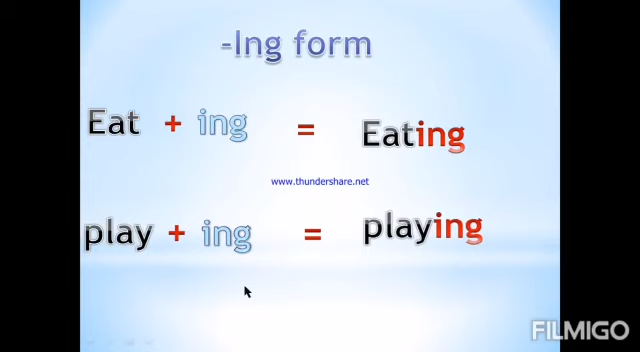 -Ing form
Eat + ing = Eating
www.thundershare.net
play + ing = playing
FILMIGO